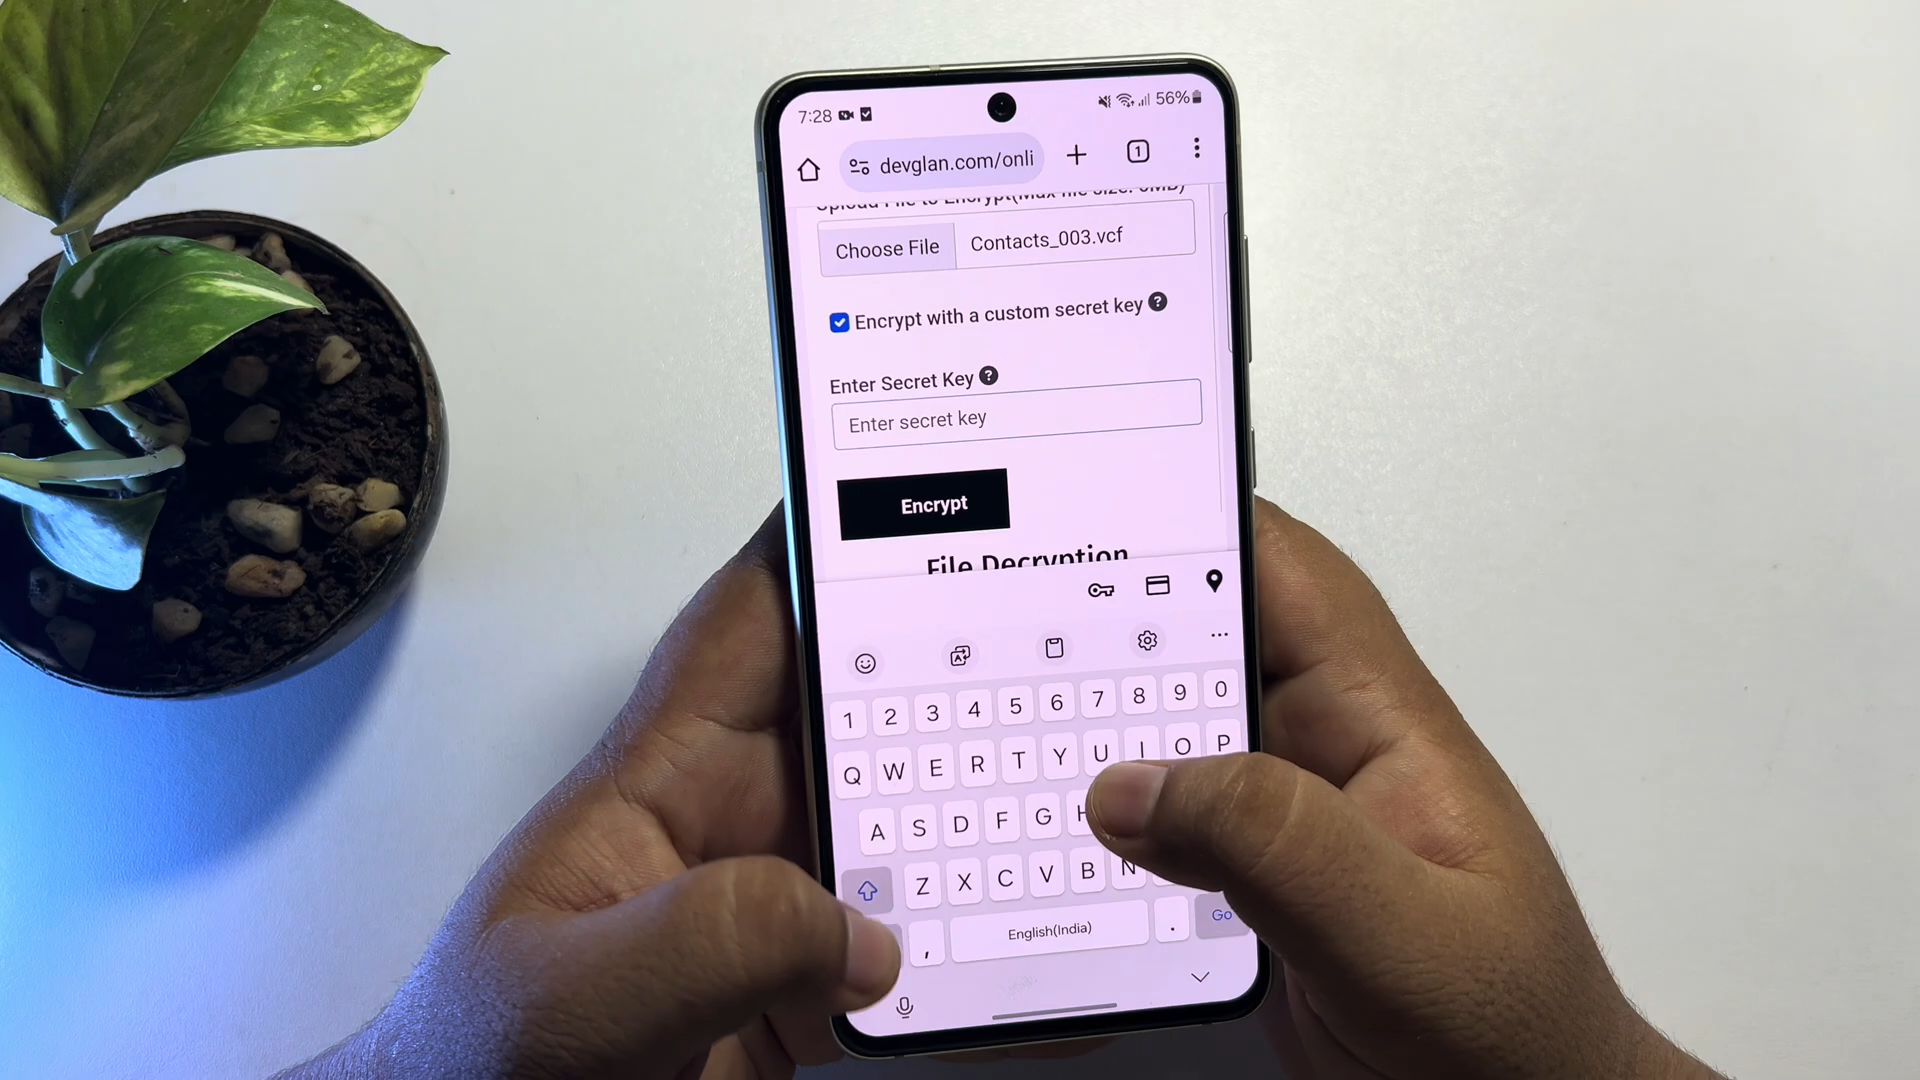 7:28 56%
devglan.com/onli 1
Upload File to Encrypt(Max file size: 5MB)
Choose File Contacts_003.vcf
Encrypt with a custom secret key ?
Enter Secret Key ?
Enter secret key
Encrypt
File Decryption
1 2 3 4 5 6 7 8 9 0
Q W E R T Y U I O P
A S D F G H
Z X C V B N
, English(India) . Go